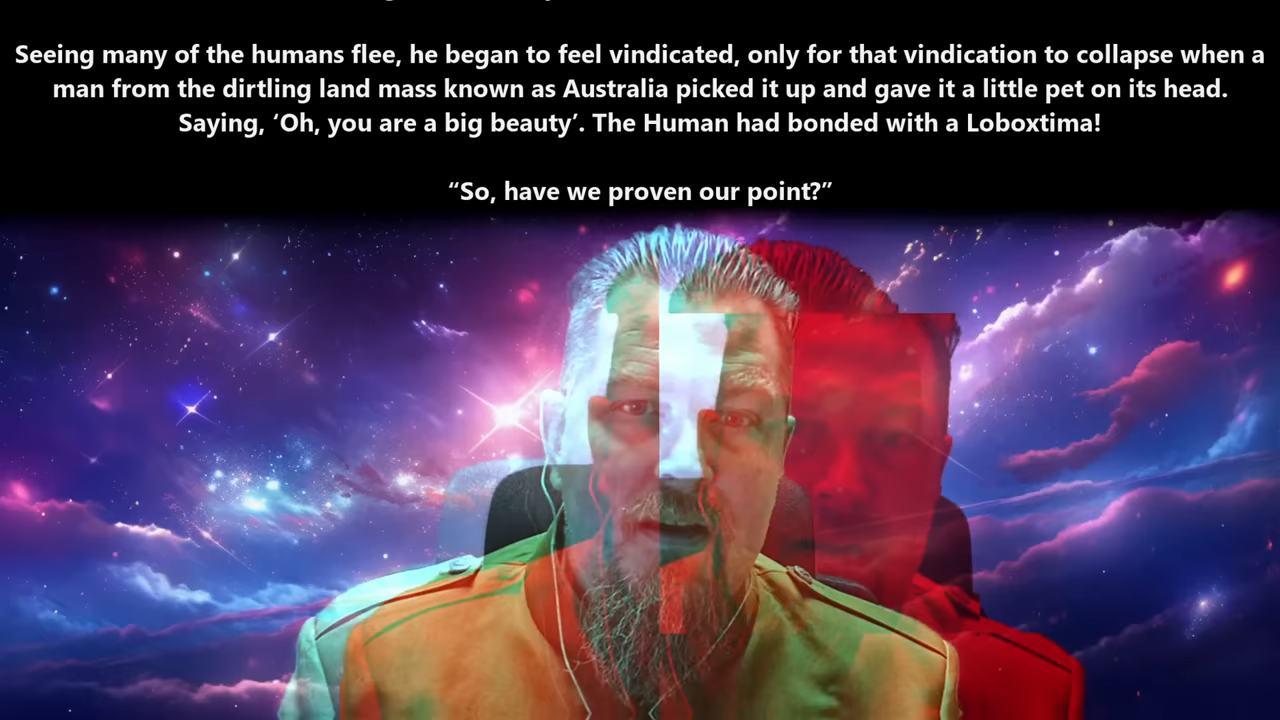 Seeing many of the humans flee, he began to feel vindicated, only for that vindication to collapse when a
man from the dirtling land mass known as Australia picked it up and gave it a little pet on its head.
Saying, ‘Oh, you are a big beauty’. The Human had bonded with a Loboxtima!
“So, have we proven our point?”